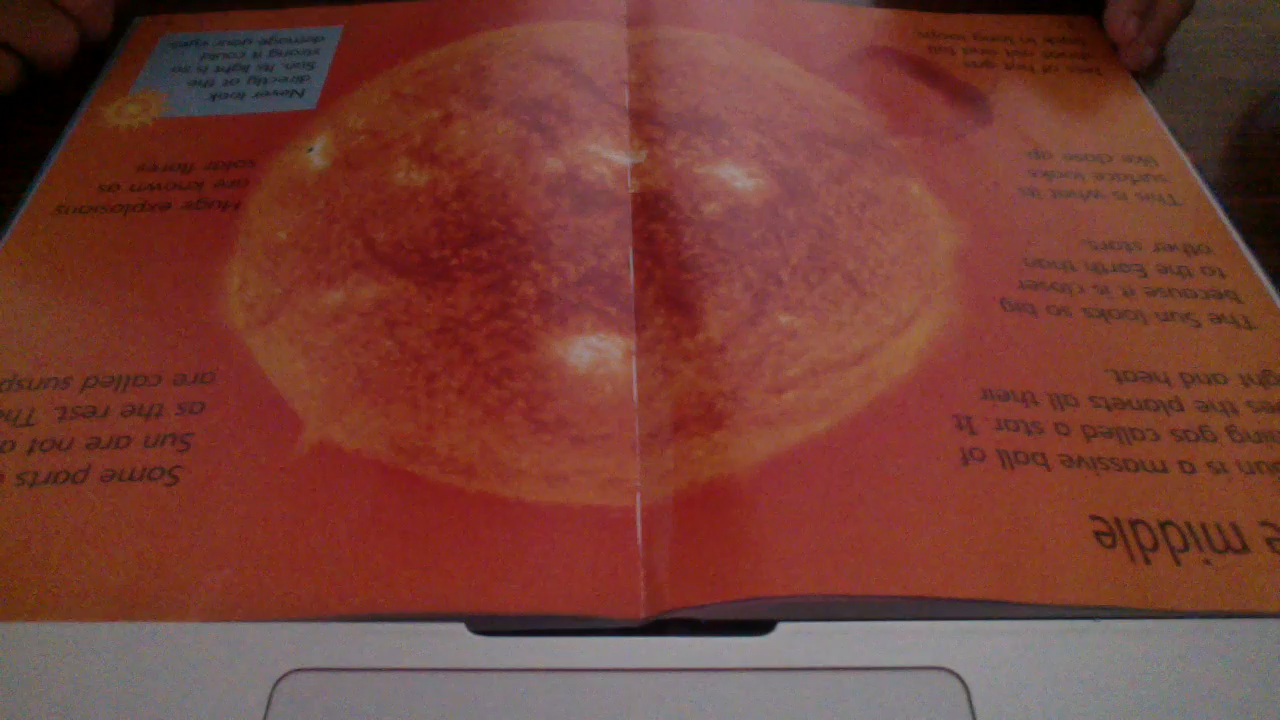 e middle
un is a massive ball of
ning gas called a star. It
es the planets all their
ght and heat.
The Sun looks so big
because it is closer
to the Earth than
other stars.
This is what its
surface looks
like close up
Jets of hot gas
shoot out and fall
back in long loops
Some parts
Sun are not
as the rest. The
are called sunsp
Huge explosions
are known as
solar flares
Never look
directly at the
Sun. Its light is so
strong it could
damage your eyes.